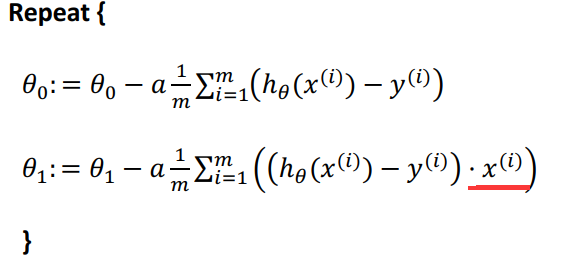 Repeat {
θ₀:= θ₀ − a 1/m ∑ᵢ₌₁ᵐ(h_θ(x⁽ⁱ⁾) − y⁽ⁱ⁾)
θ₁:= θ₁ − a 1/m ∑ᵢ₌₁ᵐ((h_θ(x⁽ⁱ⁾) − y⁽ⁱ⁾) · x⁽ⁱ⁾)
}